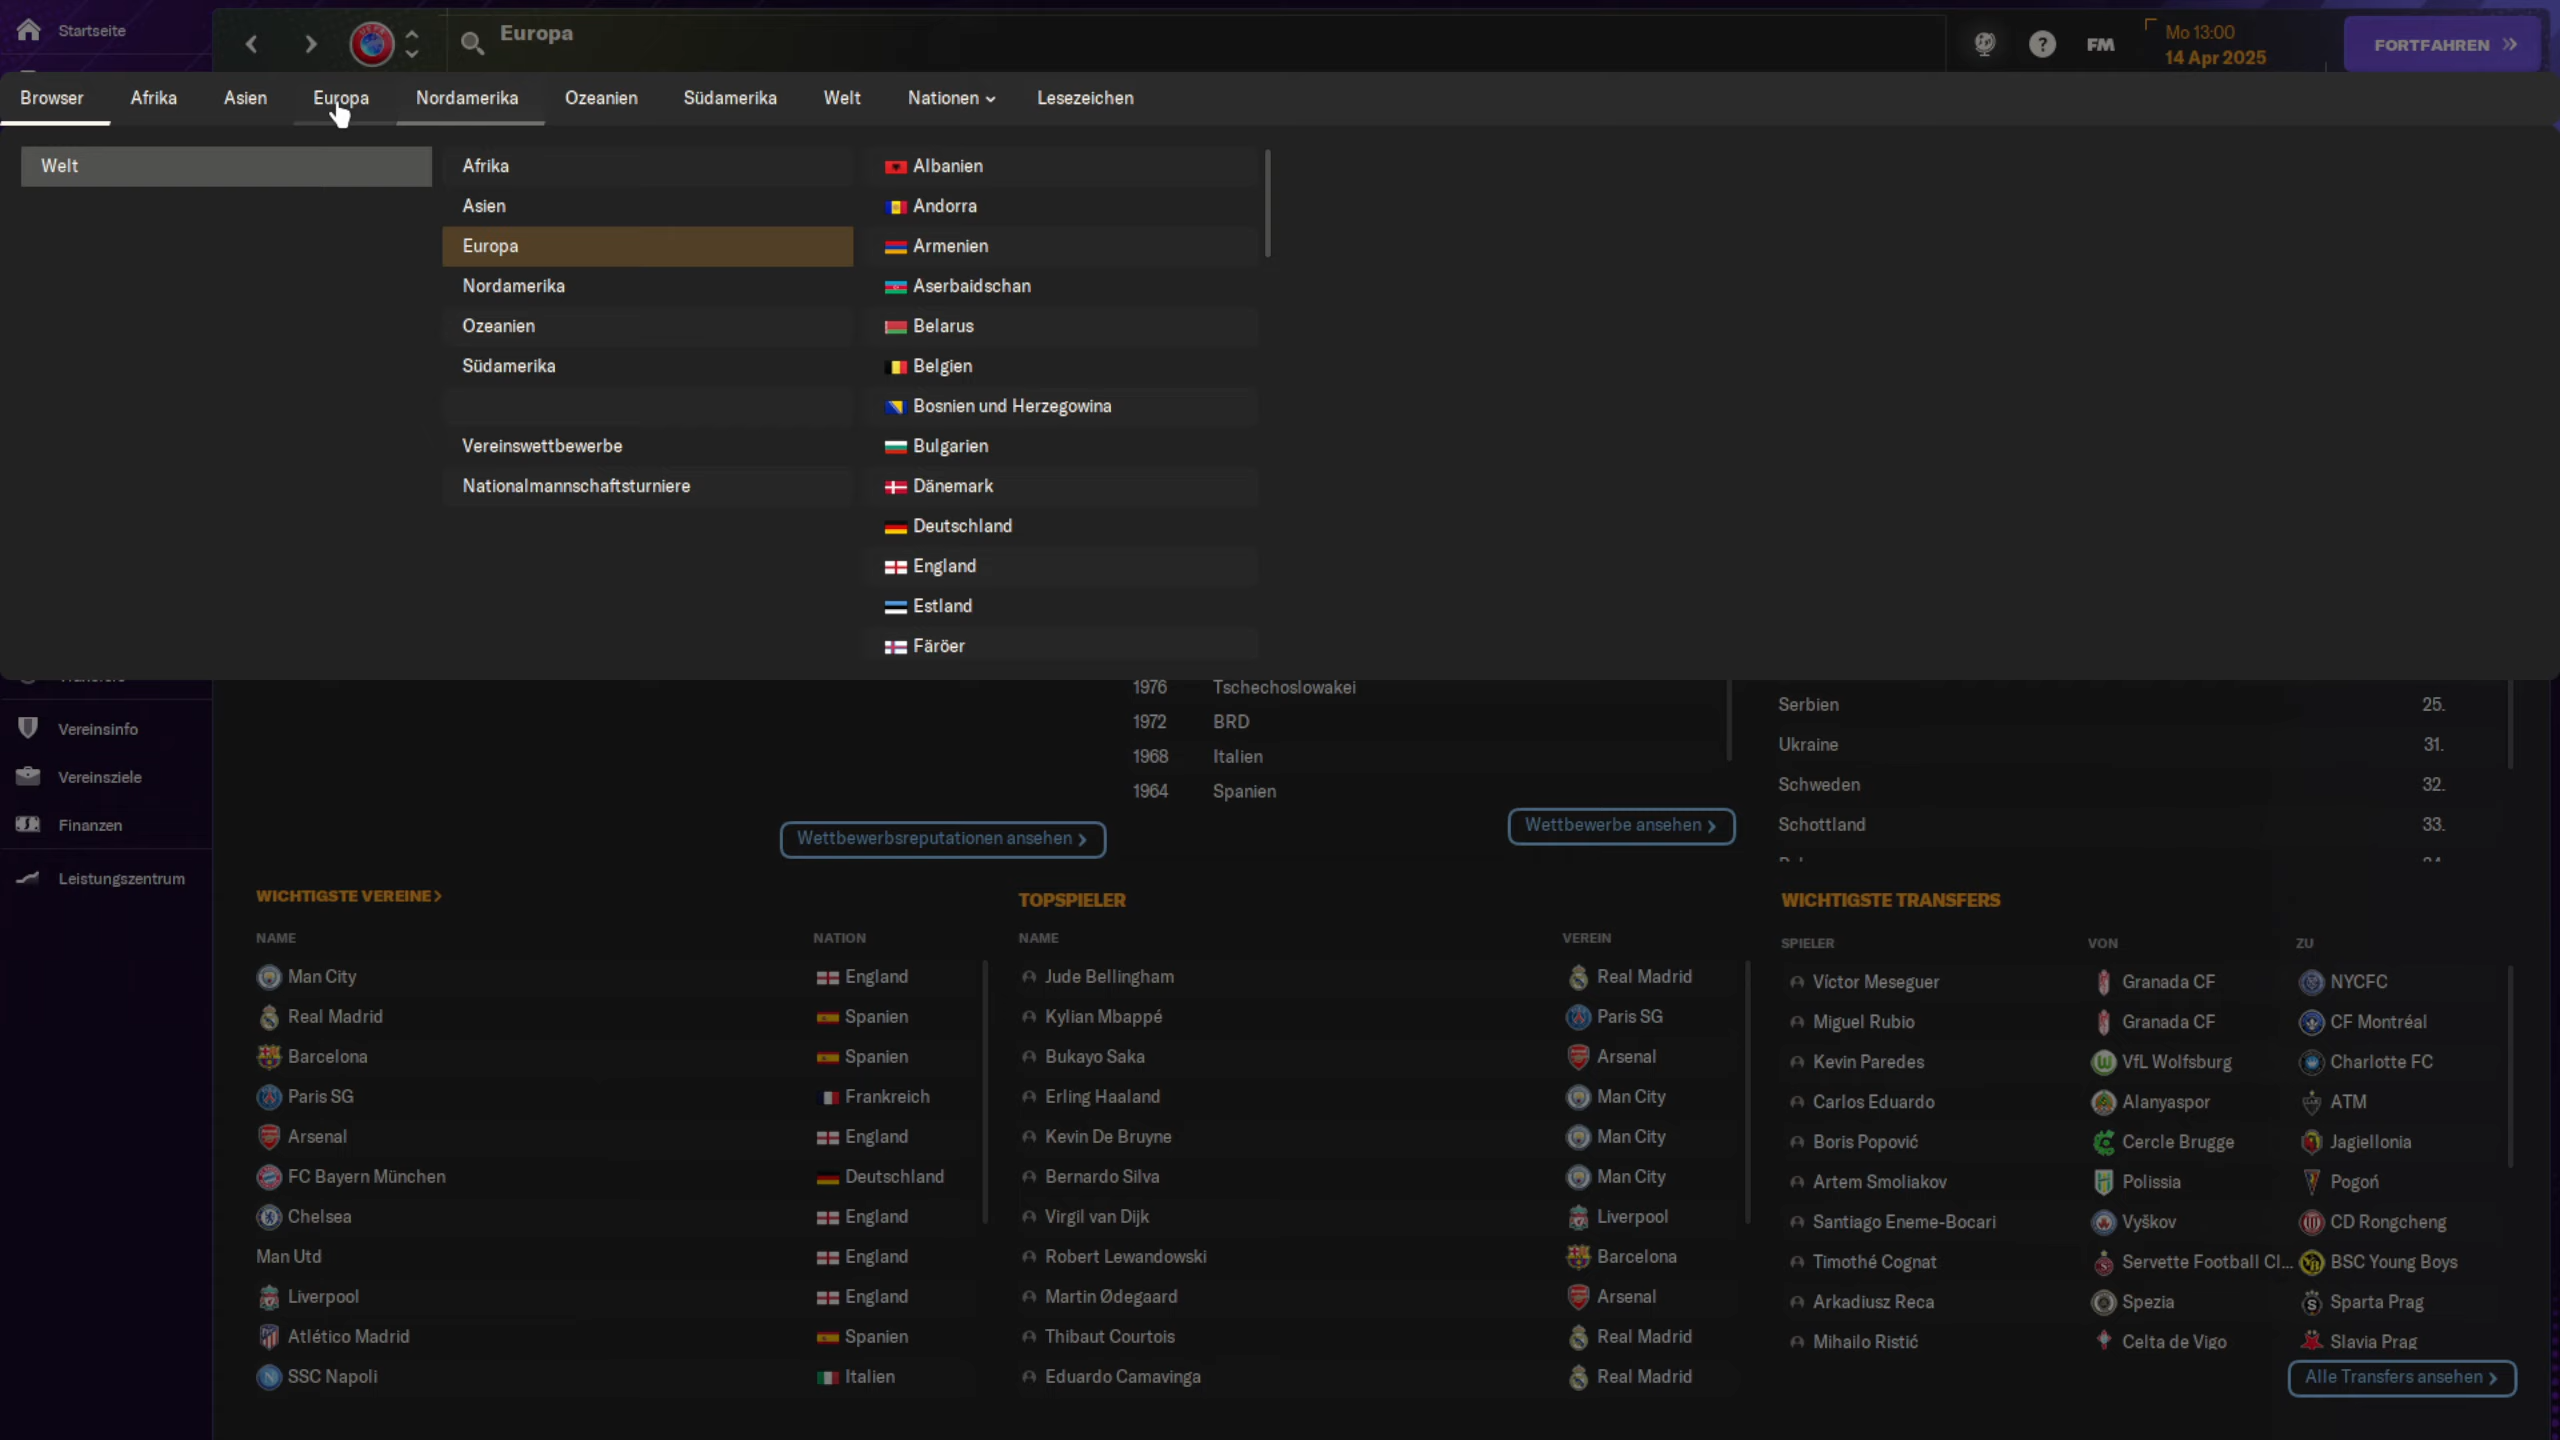 Startseite
Europa
FM
Mo 13:00
14 Apr 2025
FORTFAHREN
Browser
Afrika
Asien
Europa
Nordamerika
Ozeanien
Südamerika
Welt
Nationen
Lesezeichen
Welt
Afrika
Asien
Europa
Nordamerika
Ozeanien
Südamerika
Vereinswettbewerbe
Nationalmannschaftsturniere
Albanien
Andorra
Armenien
Aserbaidschan
Belarus
Belgien
Bosnien und Herzegowina
Bulgarien
Dänemark
Deutschland
England
Estland
Färöer
Vereinsinfo
Vereinsziele
Finanzen
Leistungszentrum
1976 Tschechoslowakei
1972 BRD
1968 Italien
1964 Spanien
Wettbewerbsreputationen ansehen
Wettbewerbe ansehen
Serbien 25.
Ukraine 31.
Schweden 32.
Schottland 33.
WICHTIGSTE VEREINE
NAME NATION
Man City England
Real Madrid Spanien
Barcelona Spanien
Paris SG Frankreich
Arsenal England
FC Bayern München Deutschland
Chelsea England
Man Utd England
Liverpool England
Atlético Madrid Spanien
SSC Napoli Italien
TOPSPIELER
NAME VEREIN
Jude Bellingham Real Madrid
Kylian Mbappé Paris SG
Bukayo Saka Arsenal
Erling Haaland Man City
Kevin De Bruyne Man City
Bernardo Silva Man City
Virgil van Dijk Liverpool
Robert Lewandowski Barcelona
Martin Ødegaard Arsenal
Thibaut Courtois Real Madrid
Eduardo Camavinga Real Madrid
WICHTIGSTE TRANSFERS
SPIELER VON ZU
Víctor Meseguer Granada CF NYCFC
Miguel Rubio Granada CF CF Montréal
Kevin Paredes VfL Wolfsburg Charlotte FC
Carlos Eduardo Alanyaspor ATM
Boris Popović Cercle Brugge Jagiellonia
Artem Smoliakov Polissia Pogoń
Santiago Eneme-Bocari Vyškov CD Rongcheng
Timothé Cognat Servette Football Cl... BSC Young Boys
Arkadiusz Reca Spezia Sparta Prag
Mihailo Ristić Celta de Vigo Slavia Prag
Alle Transfers ansehen